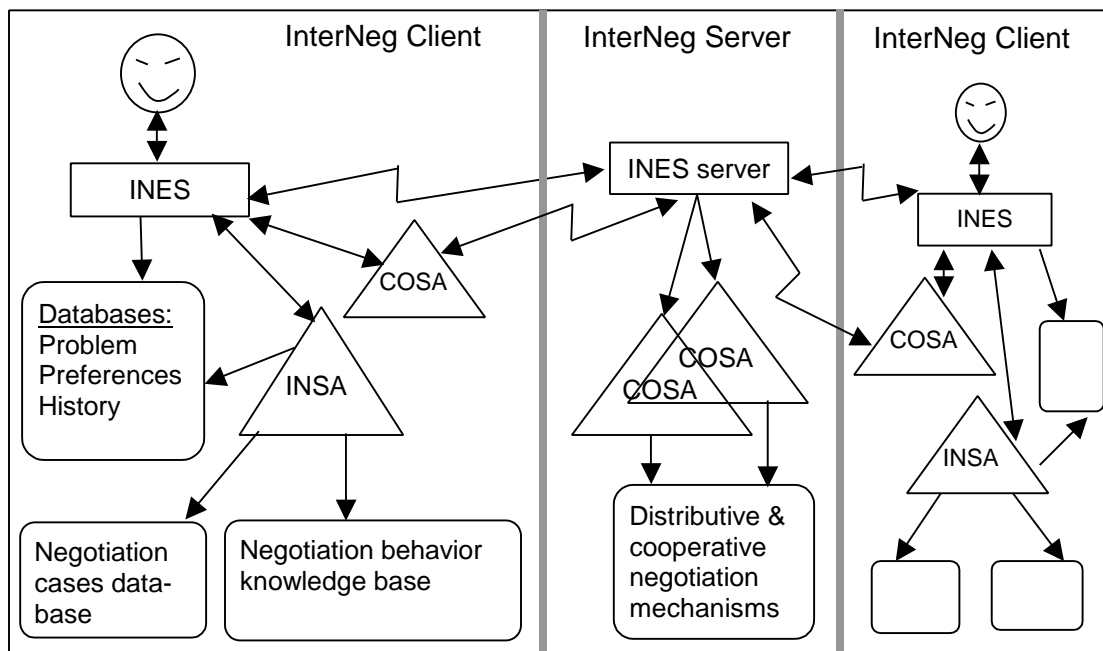 InterNeg Client
InterNeg Server
InterNeg Client
INES
INES server
INES
COSA
Databases:
Problem
Preferences
History
INSA
COSA
COSA
COSA
INSA
Negotiation
cases data-
base
Negotiation behavior
knowledge base
Distributive &
cooperative
negotiation
mechanisms